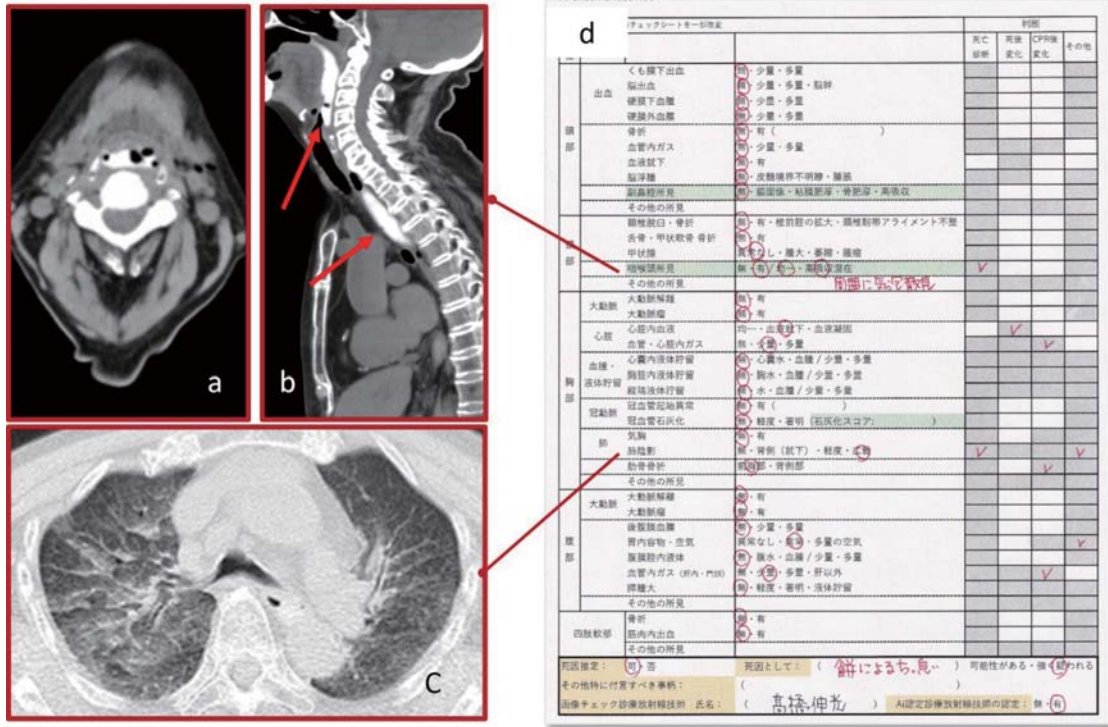 a
b
c
d
チェックシートを一部改変
判断
死亡診断 死後変化 CPR後変化 その他
頭部
出血
くも膜下出血 無・少量・多量
脳出血 無・少量・多量・脳幹
硬膜下血腫 無・少量・多量
硬膜外血腫 無・少量・多量
骨折 無・有（ ）
血管内ガス 無・少量・多量
血液就下 無・有
脳浮腫 無・皮髄境界不明瞭・腫脹
副鼻腔所見 無・鏡面像・粘膜肥厚・骨肥厚・高吸収
その他の所見
部
頸椎脱臼・骨折 無・有・椎前腔の拡大・頸椎靭帯アライメント不整
舌骨・甲状軟骨 骨折 無・有
甲状腺 異常なし・腫大・萎縮・腫瘤
咽喉頭所見 無・有/均一・高吸収混在 ✓
その他の所見 周囲に気泡散見
胸部
大動脈
大動脈解離 無・有
大動脈瘤 無・有
心腔
心腔内血液 均一・血液就下・血液凝固 ✓
血管・心腔内ガス 無・少量・多量 ✓
血腫・液体貯留
心嚢内液体貯留 無・心嚢水・血腫/少量・多量
胸腔内液体貯留 無・胸水・血腫/少量・多量
縦隔液体貯留 無・水・血腫/少量・多量
冠動脈
冠血管起始異常 無・有（ ）
冠血管石灰化 無・軽度・著明（石灰化スコア: ）
肺
気胸 無・有
肺陰影 無・背側（就下）・軽度・広範 ✓ ✓
肋骨骨折 前胸部・背側部 ✓
その他の所見
腹部
大動脈
大動脈解離 無・有
大動脈瘤 無・有
後腹膜血腫 無・少量・多量
胃内容物・空気 異常なし・・多量の空気 ✓
腹腔内液体 無・腹水・血腫/少量・多量
血管内ガス（肝内・門脈） 無・少量・多量・肝以外 ✓
膵腫大 無・軽度・著明・液体貯留
その他の所見
四肢軟部
骨折 無・有
筋肉内出血 無・有
その他の所見
死因推定： 可・否 死因として：（ 餅によるちっ息 ）可能性がある・強く疑われる
その他特に付言すべき事柄：（ ）
画像チェック診療放射線技師 氏名：（ 高橋伸光 ） Ai認定診療放射線技師の認定：無・有